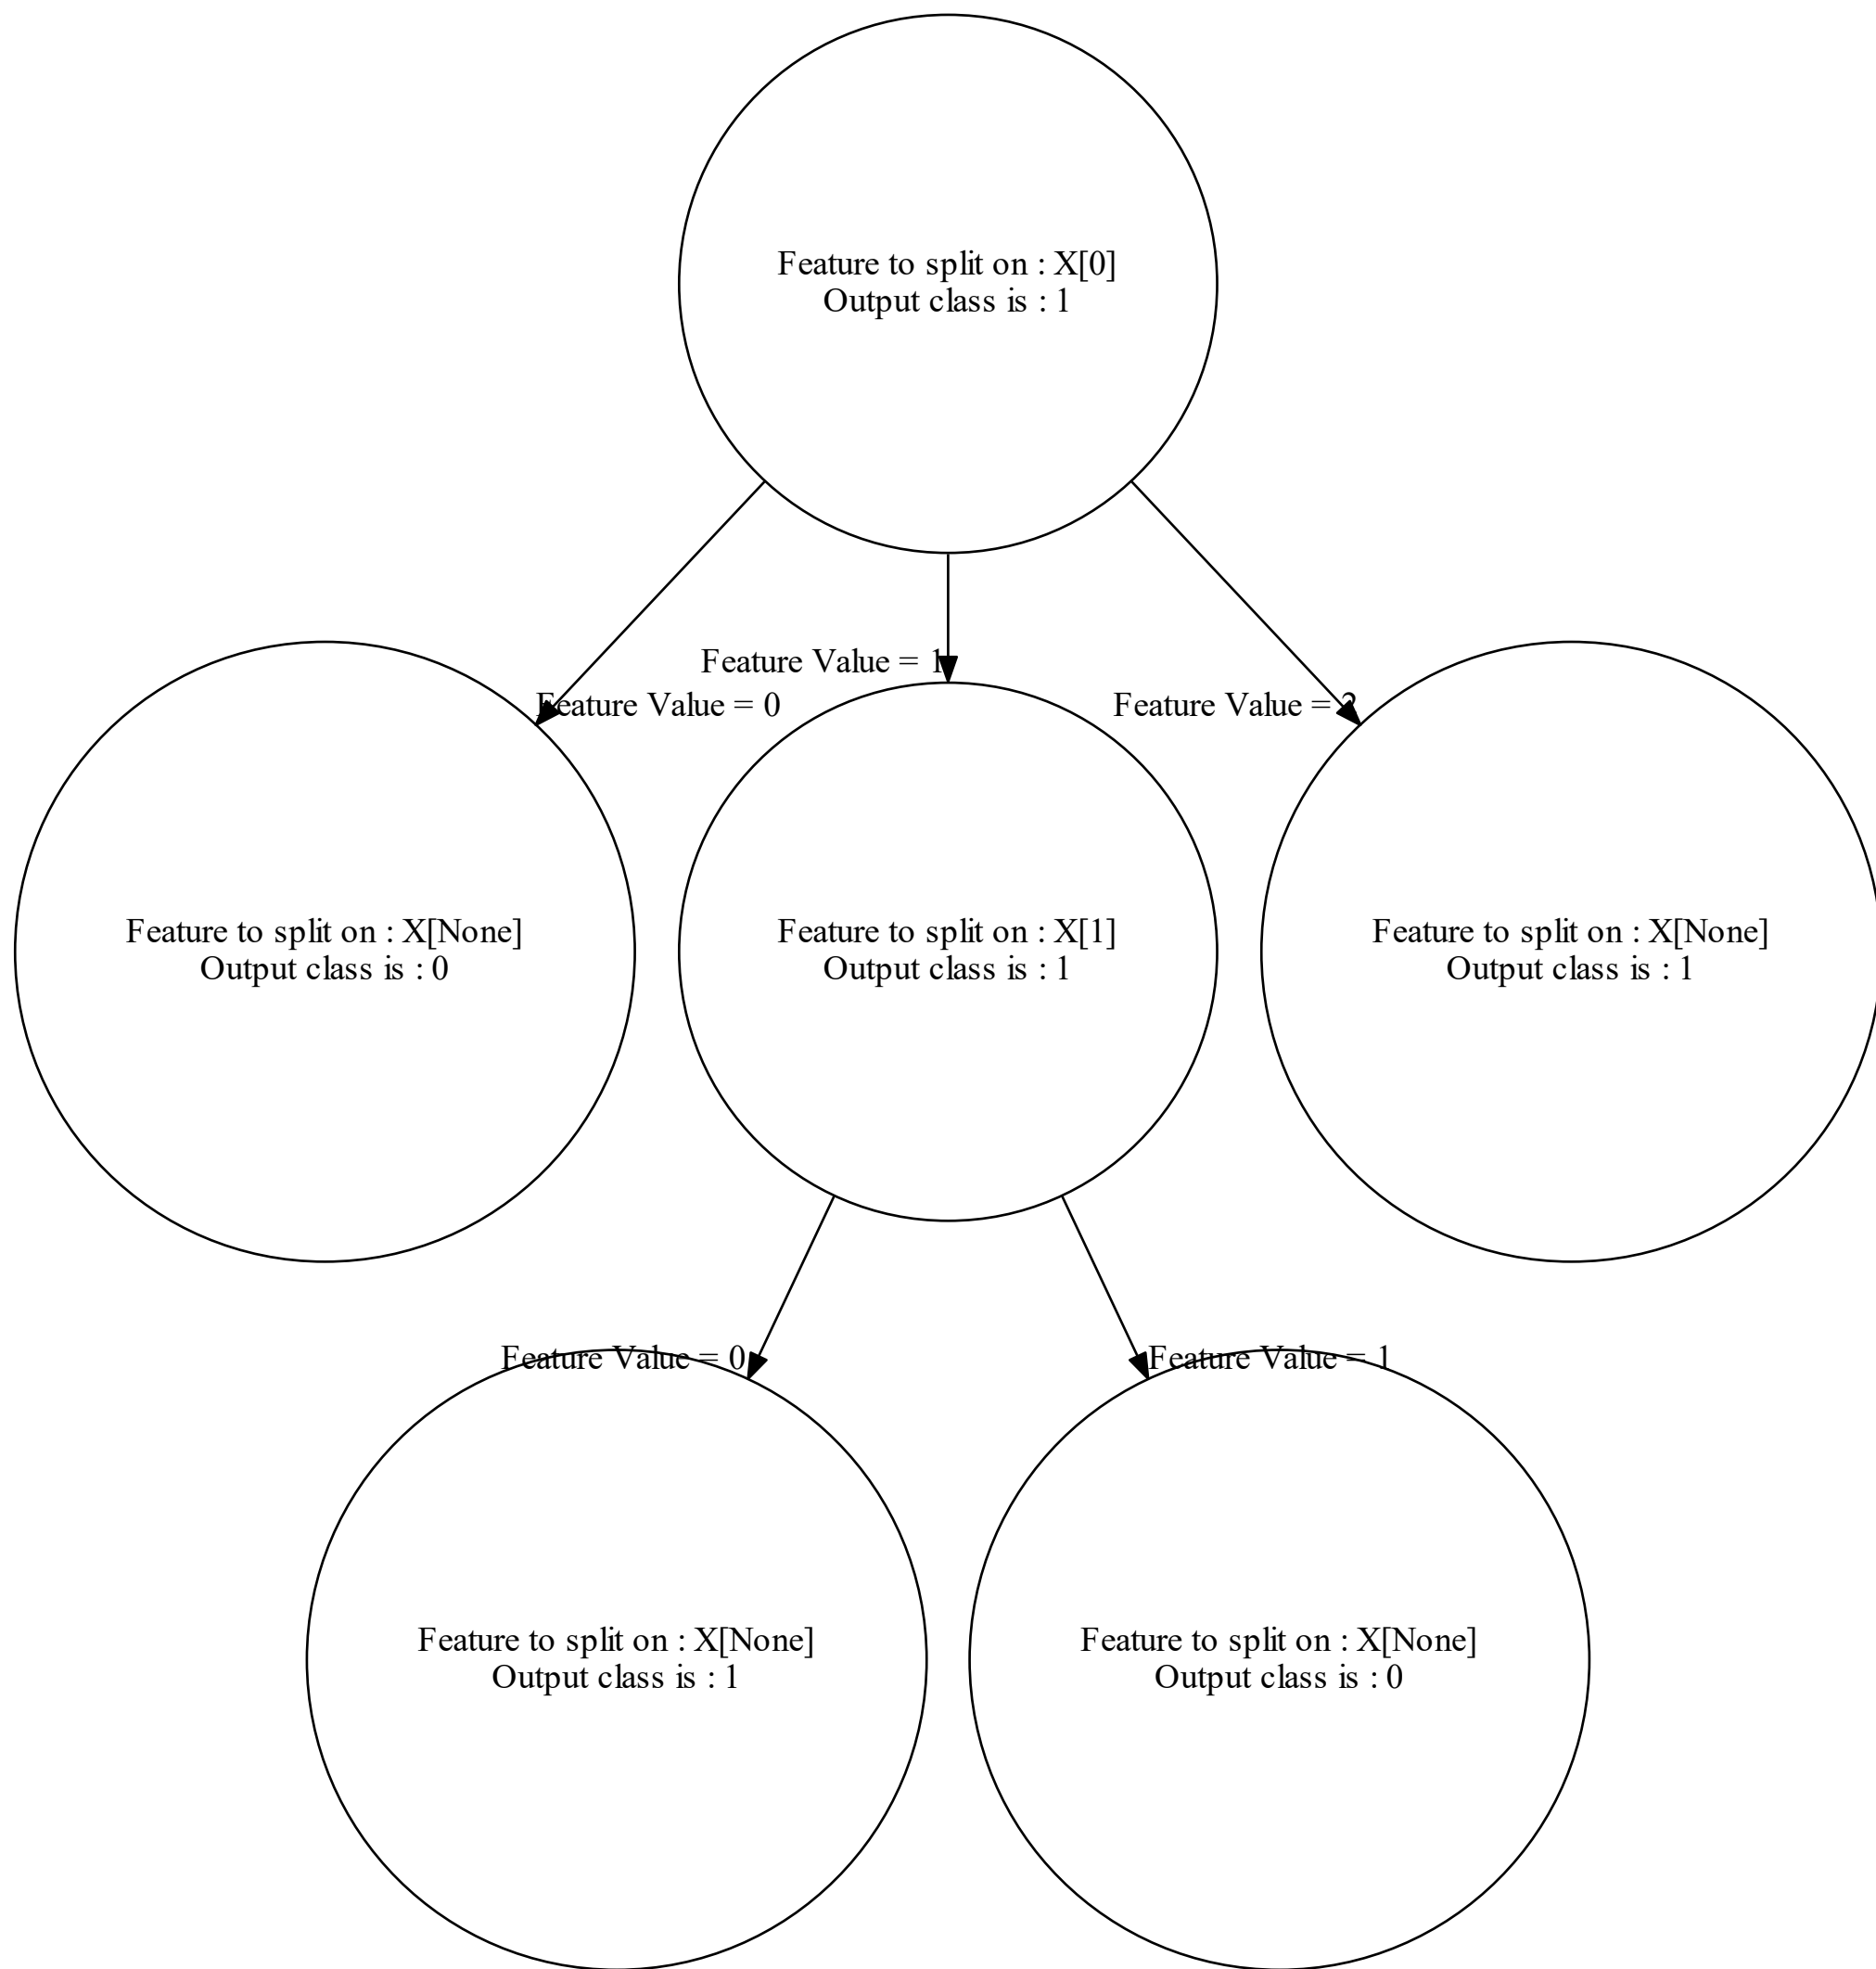 Feature to split on : X[0]
Output class is : 1
Feature Value = 1
Feature Value = 0
Feature Value =
Feature to split on : X[None]
Output class is : 0
Feature to split on : X[1]
Output class is : 1
Feature to split on : X[None]
Output class is : 1
Feature Value = 0
Feature Value = 1
Feature to split on : X[None]
Output class is : 1
Feature to split on : X[None]
Output class is : 0